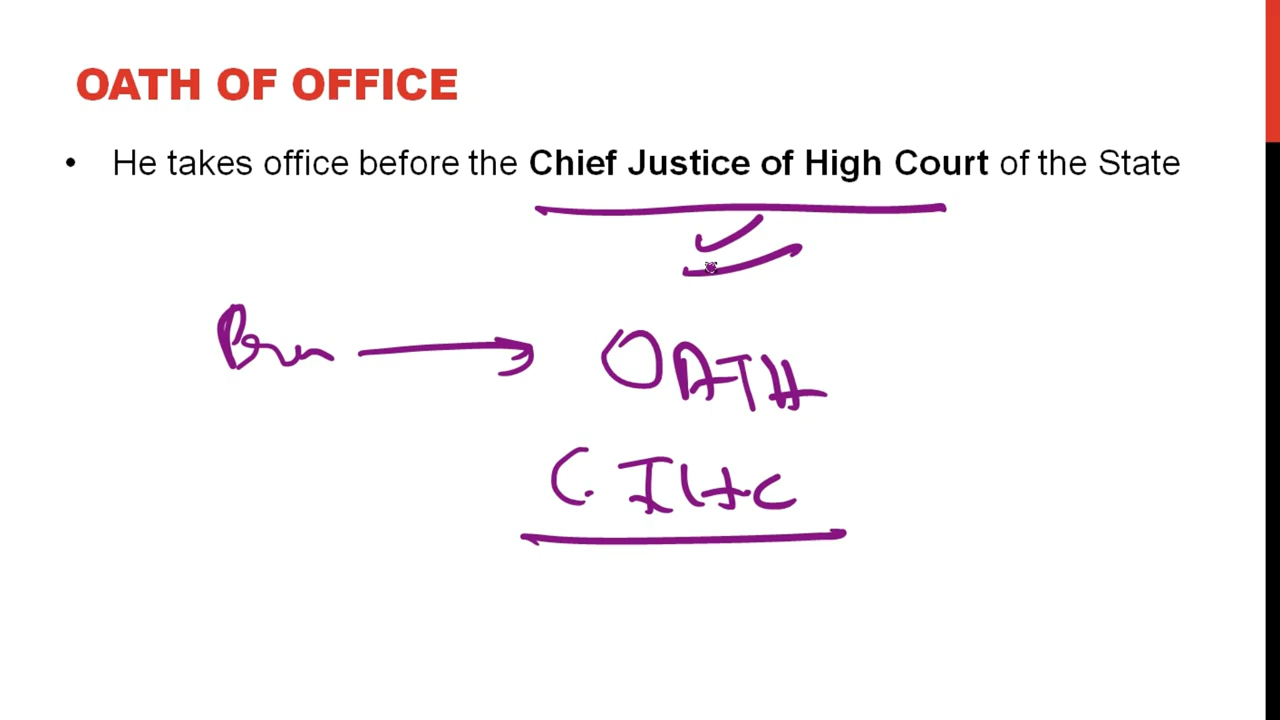 OATH OF OFFICE
• He takes office before the Chief Justice of High Court of the State
OATH